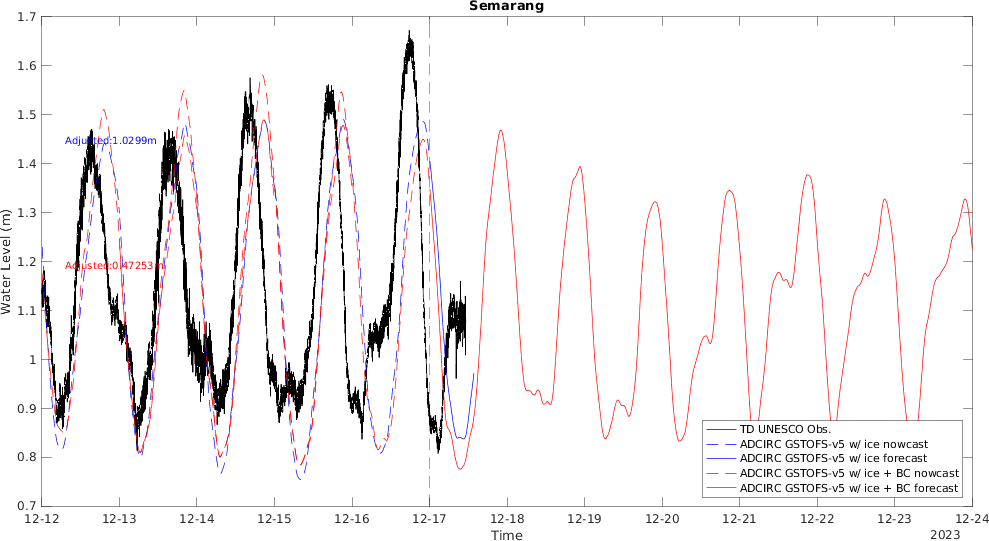 Semarang
1.7
1.6
1.5
1.4
1.3
1.2
1.1
1
0.9
0.8
0.7
Water Level (m)
Adjusted:1.0299m
Adjusted:0.47253m
TD UNESCO Obs.
ADCIRC GSTOFS-v5 w/ ice nowcast
ADCIRC GSTOFS-v5 w/ ice forecast
ADCIRC GSTOFS-v5 w/ ice + BC nowcast
ADCIRC GSTOFS-v5 w/ ice + BC forecast
12-12 12-13 12-14 12-15 12-16 12-17 12-18 12-19 12-20 12-21 12-22 12-23 12-24
Time
2023